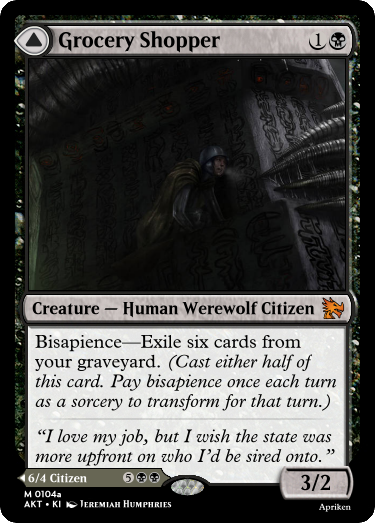 Grocery Shopper 1
Creature — Human Werewolf Citizen
Bisapience—Exile six cards from
your graveyard. (Cast either half of
this card. Pay bisapience once each turn
as a sorcery to transform for that turn.)
“I love my job, but I wish the state was
more upfront on who I’d be sired onto.”
6/4 Citizen 5
3/2
M 0104a
AKT • KI Jeremiah Humphries
Apriken